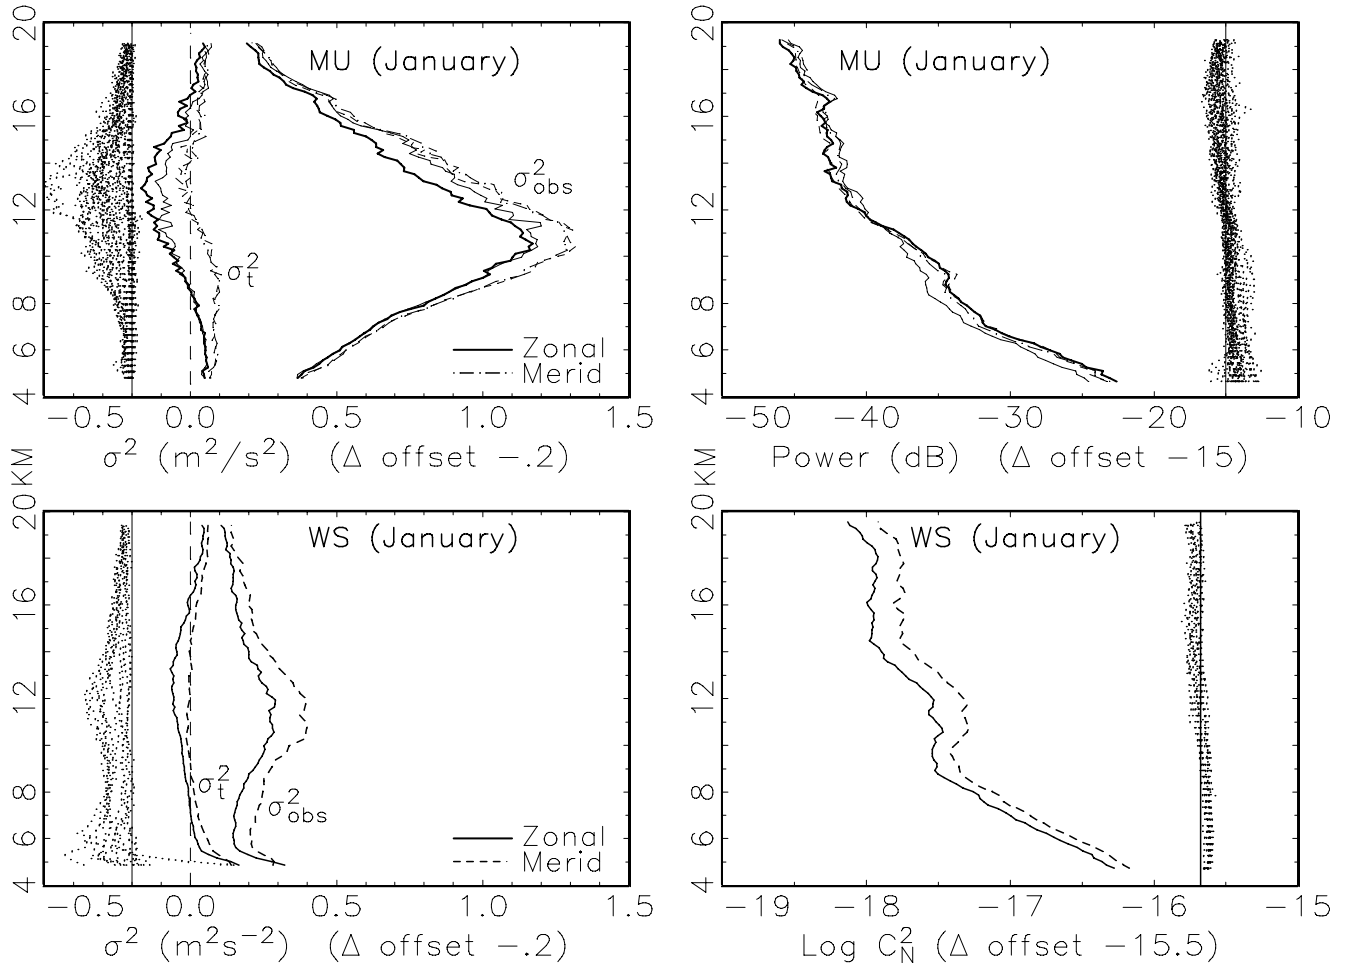 MU (January)
σ²obs
σ²t
Zonal
Merid
20
16
12
8
6
4
−0.5 0.0 0.5 1.0 1.5
σ² (m²/s²) (Δ offset −.2)
MU (January)
20
16
12
8
6
4
−50 −30 −20 −10
Power (dB) (Δ offset −15)
KM
KM
WS (January)
σ²t
σ²obs
Zonal
Merid
20
16
12
8
6
4
−0.5 0.0 0.5 1.0 1.5
σ² (m²s⁻²) (Δ offset −.2)
WS (January)
20
16
12
8
6
4
−19 −18 −17 −16 −15
Log C²N (Δ offset −15.5)